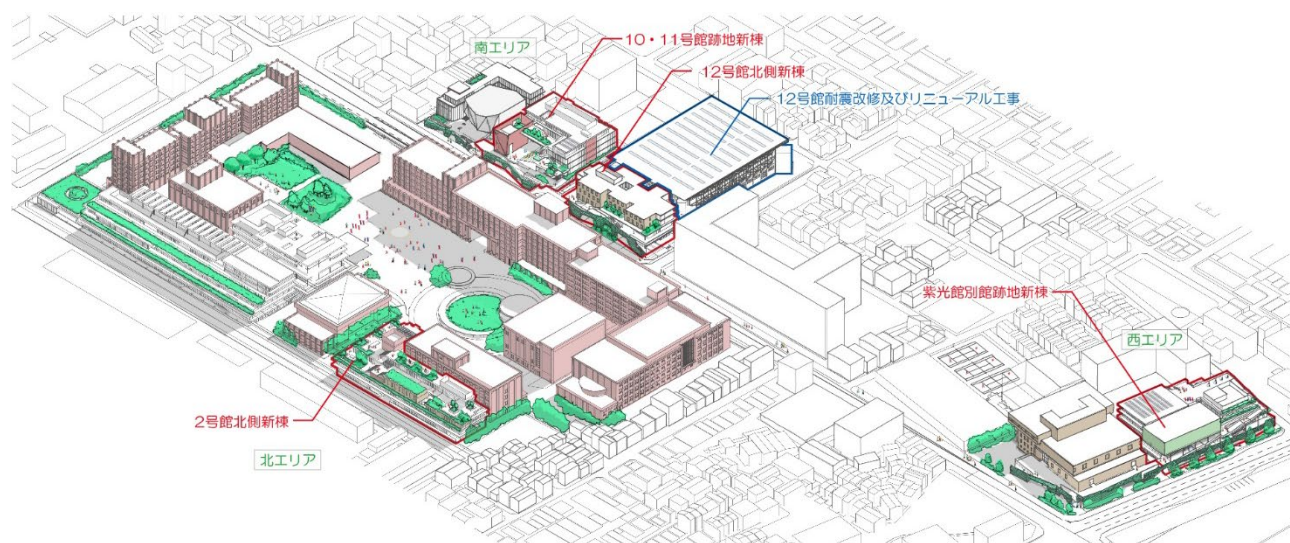 南エリア
10・11号館跡地新棟
12号館北側新棟
12号館耐震改修及びリニューアル工事
紫光館別館跡地新棟
西エリア
2号館北側新棟
北エリア